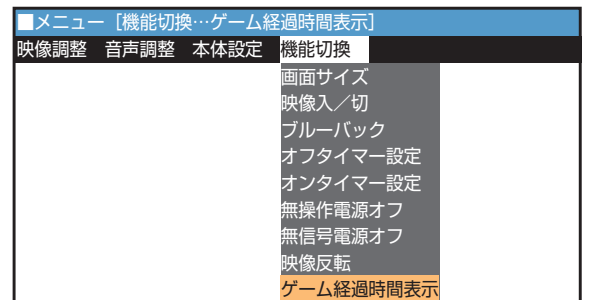 ■メニュー［機能切換…ゲーム経過時間表示］
映像調整 音声調整 本体設定 機能切換
画面サイズ
映像入／切
ブルーバック
オフタイマー設定
オンタイマー設定
無操作電源オフ
無信号電源オフ
映像反転
ゲーム経過時間表示